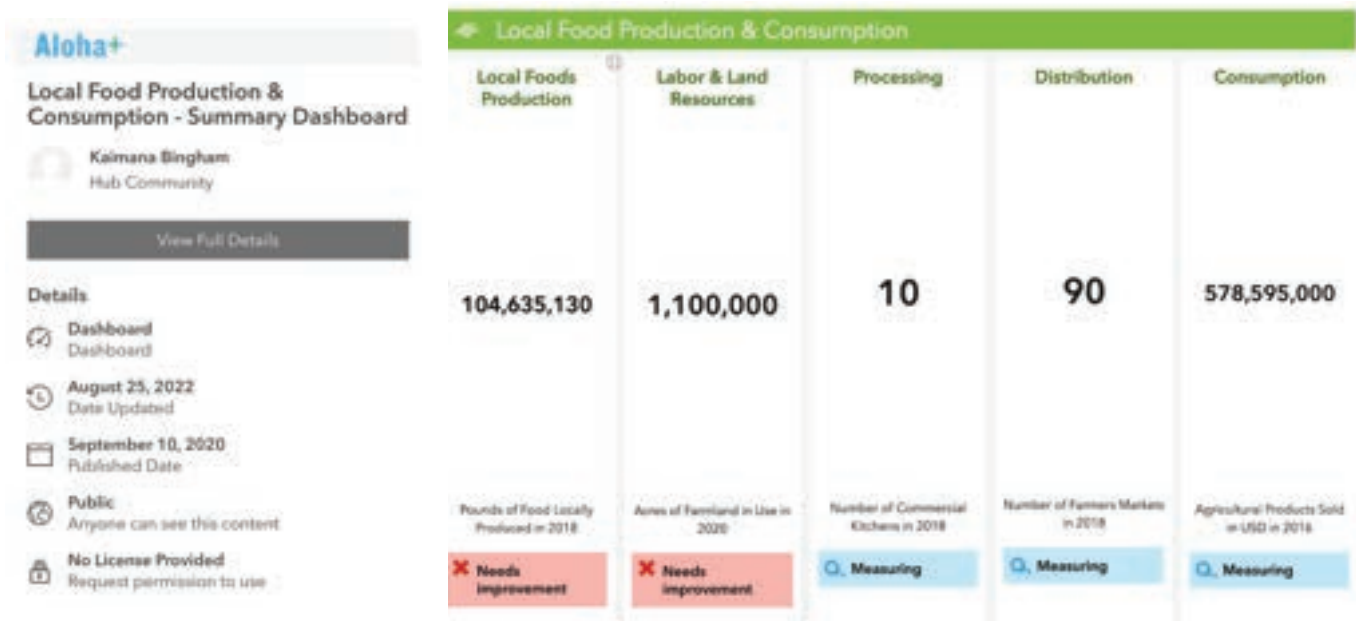 Aloha+
Local Food Production &
Consumption - Summary Dashboard
Kaimana Bingham
Hub Community
View Full Details
Details
Dashboard
Dashboard
August 25, 2022
Date Updated
September 10, 2020
Published Date
Public
Anyone can see this content
No License Provided
Request permission to use
Local Food Production & Consumption
Local Foods
Production
104,635,130
Pounds of Food Locally
Produced in 2018
Needs
improvement
Labor & Land
Resources
1,100,000
Acres of Farmland in Use in
2020
Needs
improvement
Processing
10
Number of Commercial
Kitchens in 2018
Measuring
Distribution
90
Number of Farmers Markets
in 2018
Measuring
Consumption
578,595,000
Agricultural Products Sold
in USD in 2016
Measuring